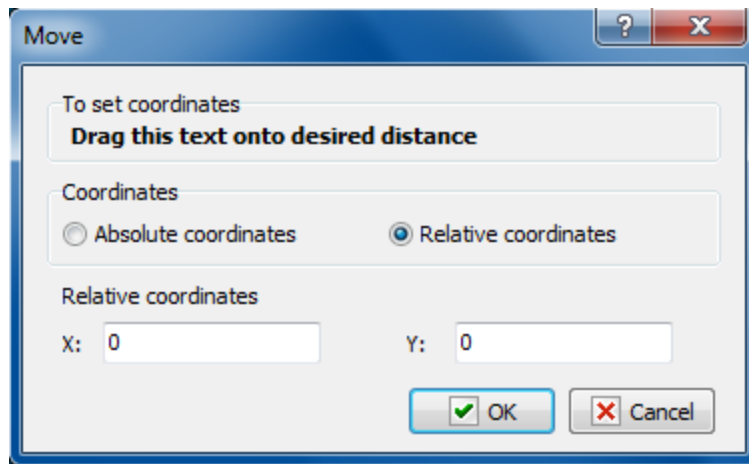 Move
?
To set coordinates
Drag this text onto desired distance
Coordinates
Absolute coordinates Relative coordinates
Relative coordinates
X: 0 Y: 0
OK Cancel